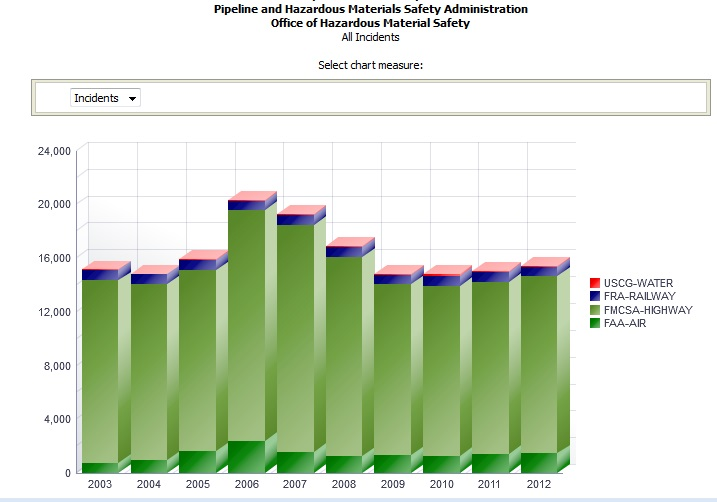 Pipeline and Hazardous Materials Safety Administration
Office of Hazardous Material Safety
All Incidents
Select chart measure:
Incidents
24,000
20,000
16,000
12,000
8,000
4,000
0
2003 2004 2005 2006 2007 2008 2009 2010 2011 2012
USCG-WATER
FRA-RAILWAY
FMCSA-HIGHWAY
FAA-AIR